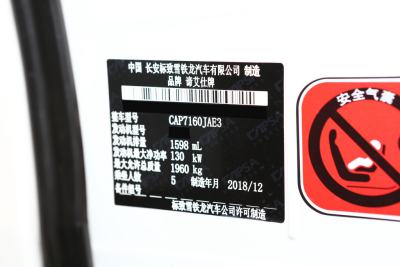 中国 长安标致雪铁龙汽车有限公司 制造
品牌 谛艾仕牌
整车型号 CAP7160JAE3
发动机型号
发动机排量 1598 mL
发动机最大净功率 130 kW
最大允许总质量 1960 kg
乘坐人数 5 制造年月 2018/12
标致雪铁龙汽车公司许可制造
安全气囊